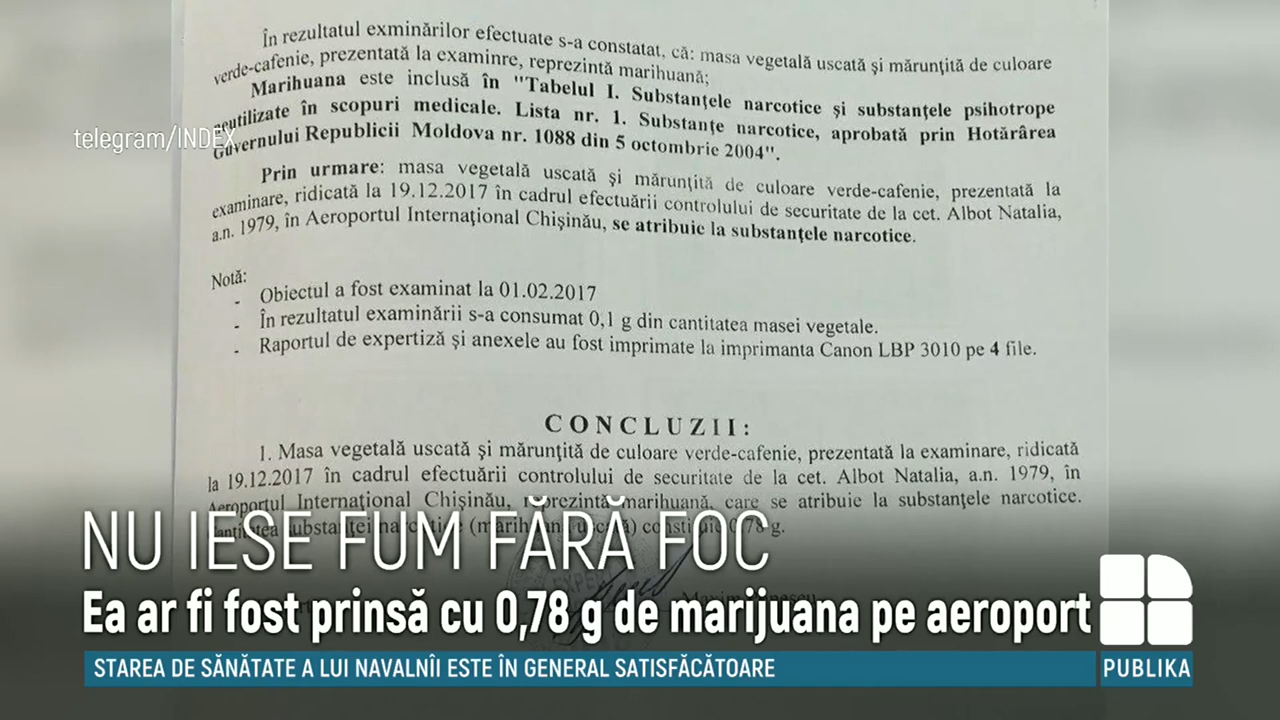 În rezultatul exminărilor efectuate s-a constatat, că: masa vegetală uscată şi mărunţită de culoare
verde-cafenie, prezentată la examinre, reprezintă marihuană;
Marihuana este inclusă în "Tabelul I. Substanţele narcotice şi substanţele psihotrope
neutilizate în scopuri medicale. Lista nr. 1. Substanţe narcotice, aprobată prin Hotărârea
Guvernului Republicii Moldova nr. 1088 din 5 octombrie 2004".
telegram/INDEX
Prin urmare: masa vegetală uscată şi mărunţită de culoare verde-cafenie, prezentată la
examinare, ridicată la 19.12.2017 în cadrul efectuării controlului de securitate de la cet. Albot Natalia,
a.n. 1979, în Aeroportul Internaţional Chişinău, se atribuie la substanţele narcotice.
Notă:
- Obiectul a fost examinat la 01.02.2017
- În rezultatul examinării s-a consumat 0,1 g din cantitatea masei vegetale.
- Raportul de expertiză şi anexele au fost imprimate la imprimanta Canon LBP 3010 pe 4 file.
CONCLUZII:
1. Masa vegetală uscată şi mărunţită de culoare verde-cafenie, prezentată la examinare, ridicată
la 19.12.2017 în cadrul efectuării controlului de securitate de la cet. Albot Natalia, a.n. 1979, în
Aeroportul Internaţional Chişinău, reprezintă marihuană, care se atribuie la substanţele narcotice.
Cantitatea substanţei narcotice (marihuană uscată) constituie 0,78 g.
NU IESE FUM FĂRĂ FOC
Ea ar fi fost prinsă cu 0,78 g de marijuana pe aeroport
STAREA DE SĂNĂTATE A LUI NAVALNÎI ESTE ÎN GENERAL SATISFĂCĂTOARE
PUBLIKA